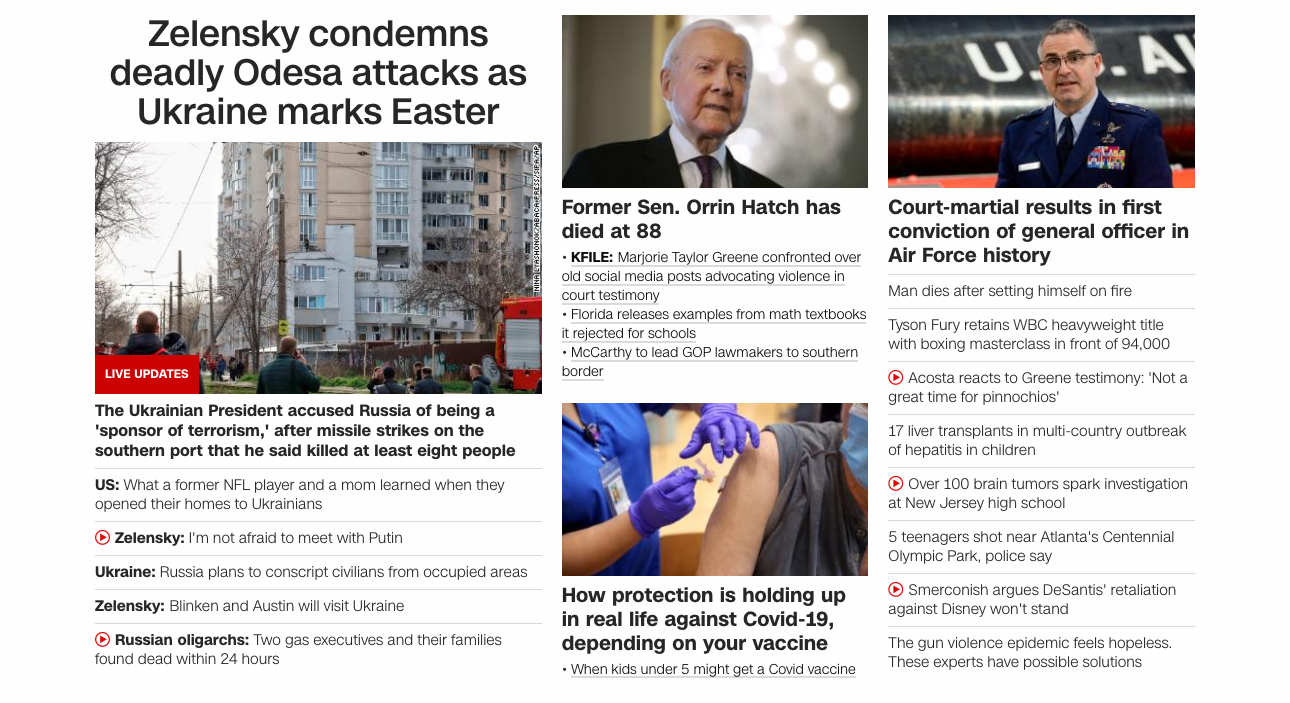 Zelensky condemns
deadly Odesa attacks as
Ukraine marks Easter
NINA LYASHONOK/ABACAPRESS/SIPA/AP
LIVE UPDATES
The Ukrainian President accused Russia of being a
'sponsor of terrorism,' after missile strikes on the
southern port that he said killed at least eight people
US: What a former NFL player and a mom learned when they
opened their homes to Ukrainians
Zelensky: I'm not afraid to meet with Putin
Ukraine: Russia plans to conscript civilians from occupied areas
Zelensky: Blinken and Austin will visit Ukraine
Russian oligarchs: Two gas executives and their families
found dead within 24 hours
Former Sen. Orrin Hatch has
died at 88
• KFILE: Marjorie Taylor Greene confronted over
old social media posts advocating violence in
court testimony
• Florida releases examples from math textbooks
it rejected for schools
• McCarthy to lead GOP lawmakers to southern
border
How protection is holding up
in real life against Covid-19,
depending on your vaccine
• When kids under 5 might get a Covid vaccine
U.S. AI
Court-martial results in first
conviction of general officer in
Air Force history
Man dies after setting himself on fire
Tyson Fury retains WBC heavyweight title
with boxing masterclass in front of 94,000
Acosta reacts to Greene testimony: 'Not a
great time for pinnochios'
17 liver transplants in multi-country outbreak
of hepatitis in children
Over 100 brain tumors spark investigation
at New Jersey high school
5 teenagers shot near Atlanta's Centennial
Olympic Park, police say
Smerconish argues DeSantis' retaliation
against Disney won't stand
The gun violence epidemic feels hopeless.
These experts have possible solutions